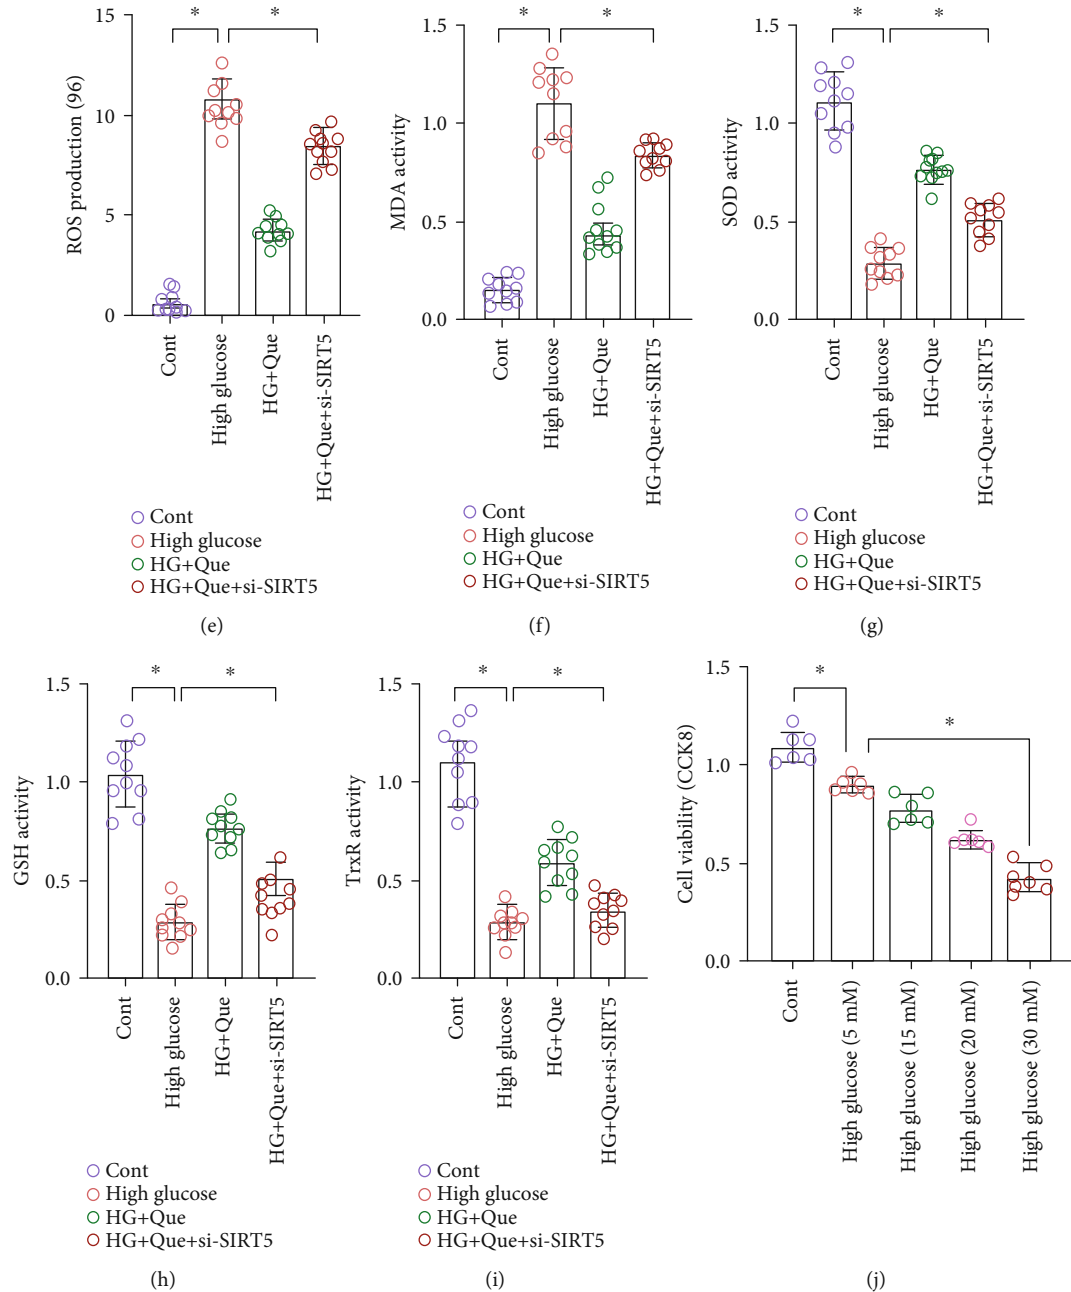 ROS production (96)
15
10
5
0
*
*
Cont
High glucose
HG+Que
HG+Que+si-SIRT5
Cont
High glucose
HG+Que
HG+Que+si-SIRT5
(e)
MDA activity
1.5
1.0
0.5
0.0
*
*
Cont
High glucose
HG+Que
HG+Que+si-SIRT5
Cont
High glucose
HG+Que
HG+Que+si-SIRT5
(f)
SOD activity
1.5
1.0
0.5
0.0
*
*
Cont
High glucose
HG+Que
HG+Que+si-SIRT5
Cont
High glucose
HG+Que
HG+Que+si-SIRT5
(g)
GSH activity
1.5
1.0
0.5
0.0
*
*
Cont
High glucose
HG+Que
HG+Que+si-SIRT5
Cont
High glucose
HG+Que
HG+Que+si-SIRT5
(h)
TrxR activity
1.5
1.0
0.5
0.0
*
*
Cont
High glucose
HG+Que
HG+Que+si-SIRT5
Cont
High glucose
HG+Que
HG+Que+si-SIRT5
(i)
Cell viability (CCK8)
1.5
1.0
0.5
0.0
*
*
Cont
High glucose (5 mM)
High glucose (15 mM)
High glucose (20 mM)
High glucose (30 mM)
(j)